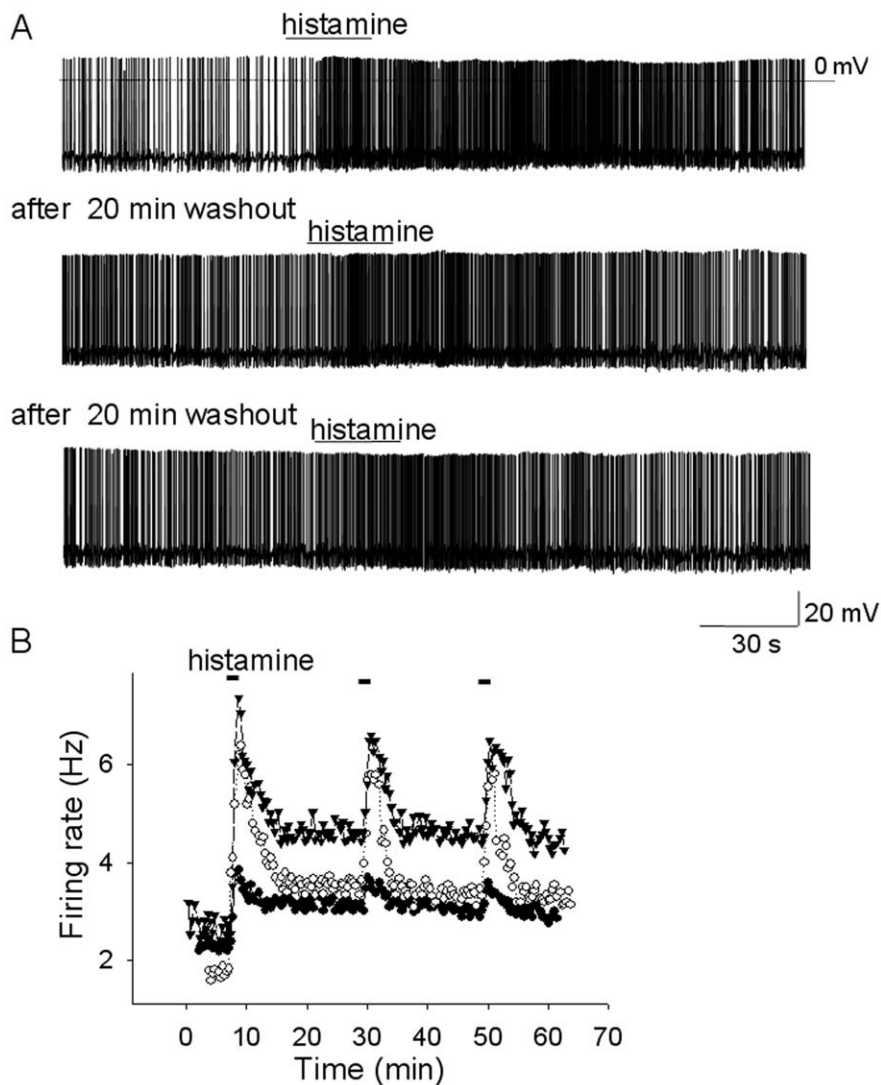 A
histamine
0 mV
after 20 min washout
histamine
after 20 min washout
histamine
20 mV
30 s
B
histamine
6
4
2
Firing rate (Hz)
0 10 20 30 40 50 60 70
Time (min)